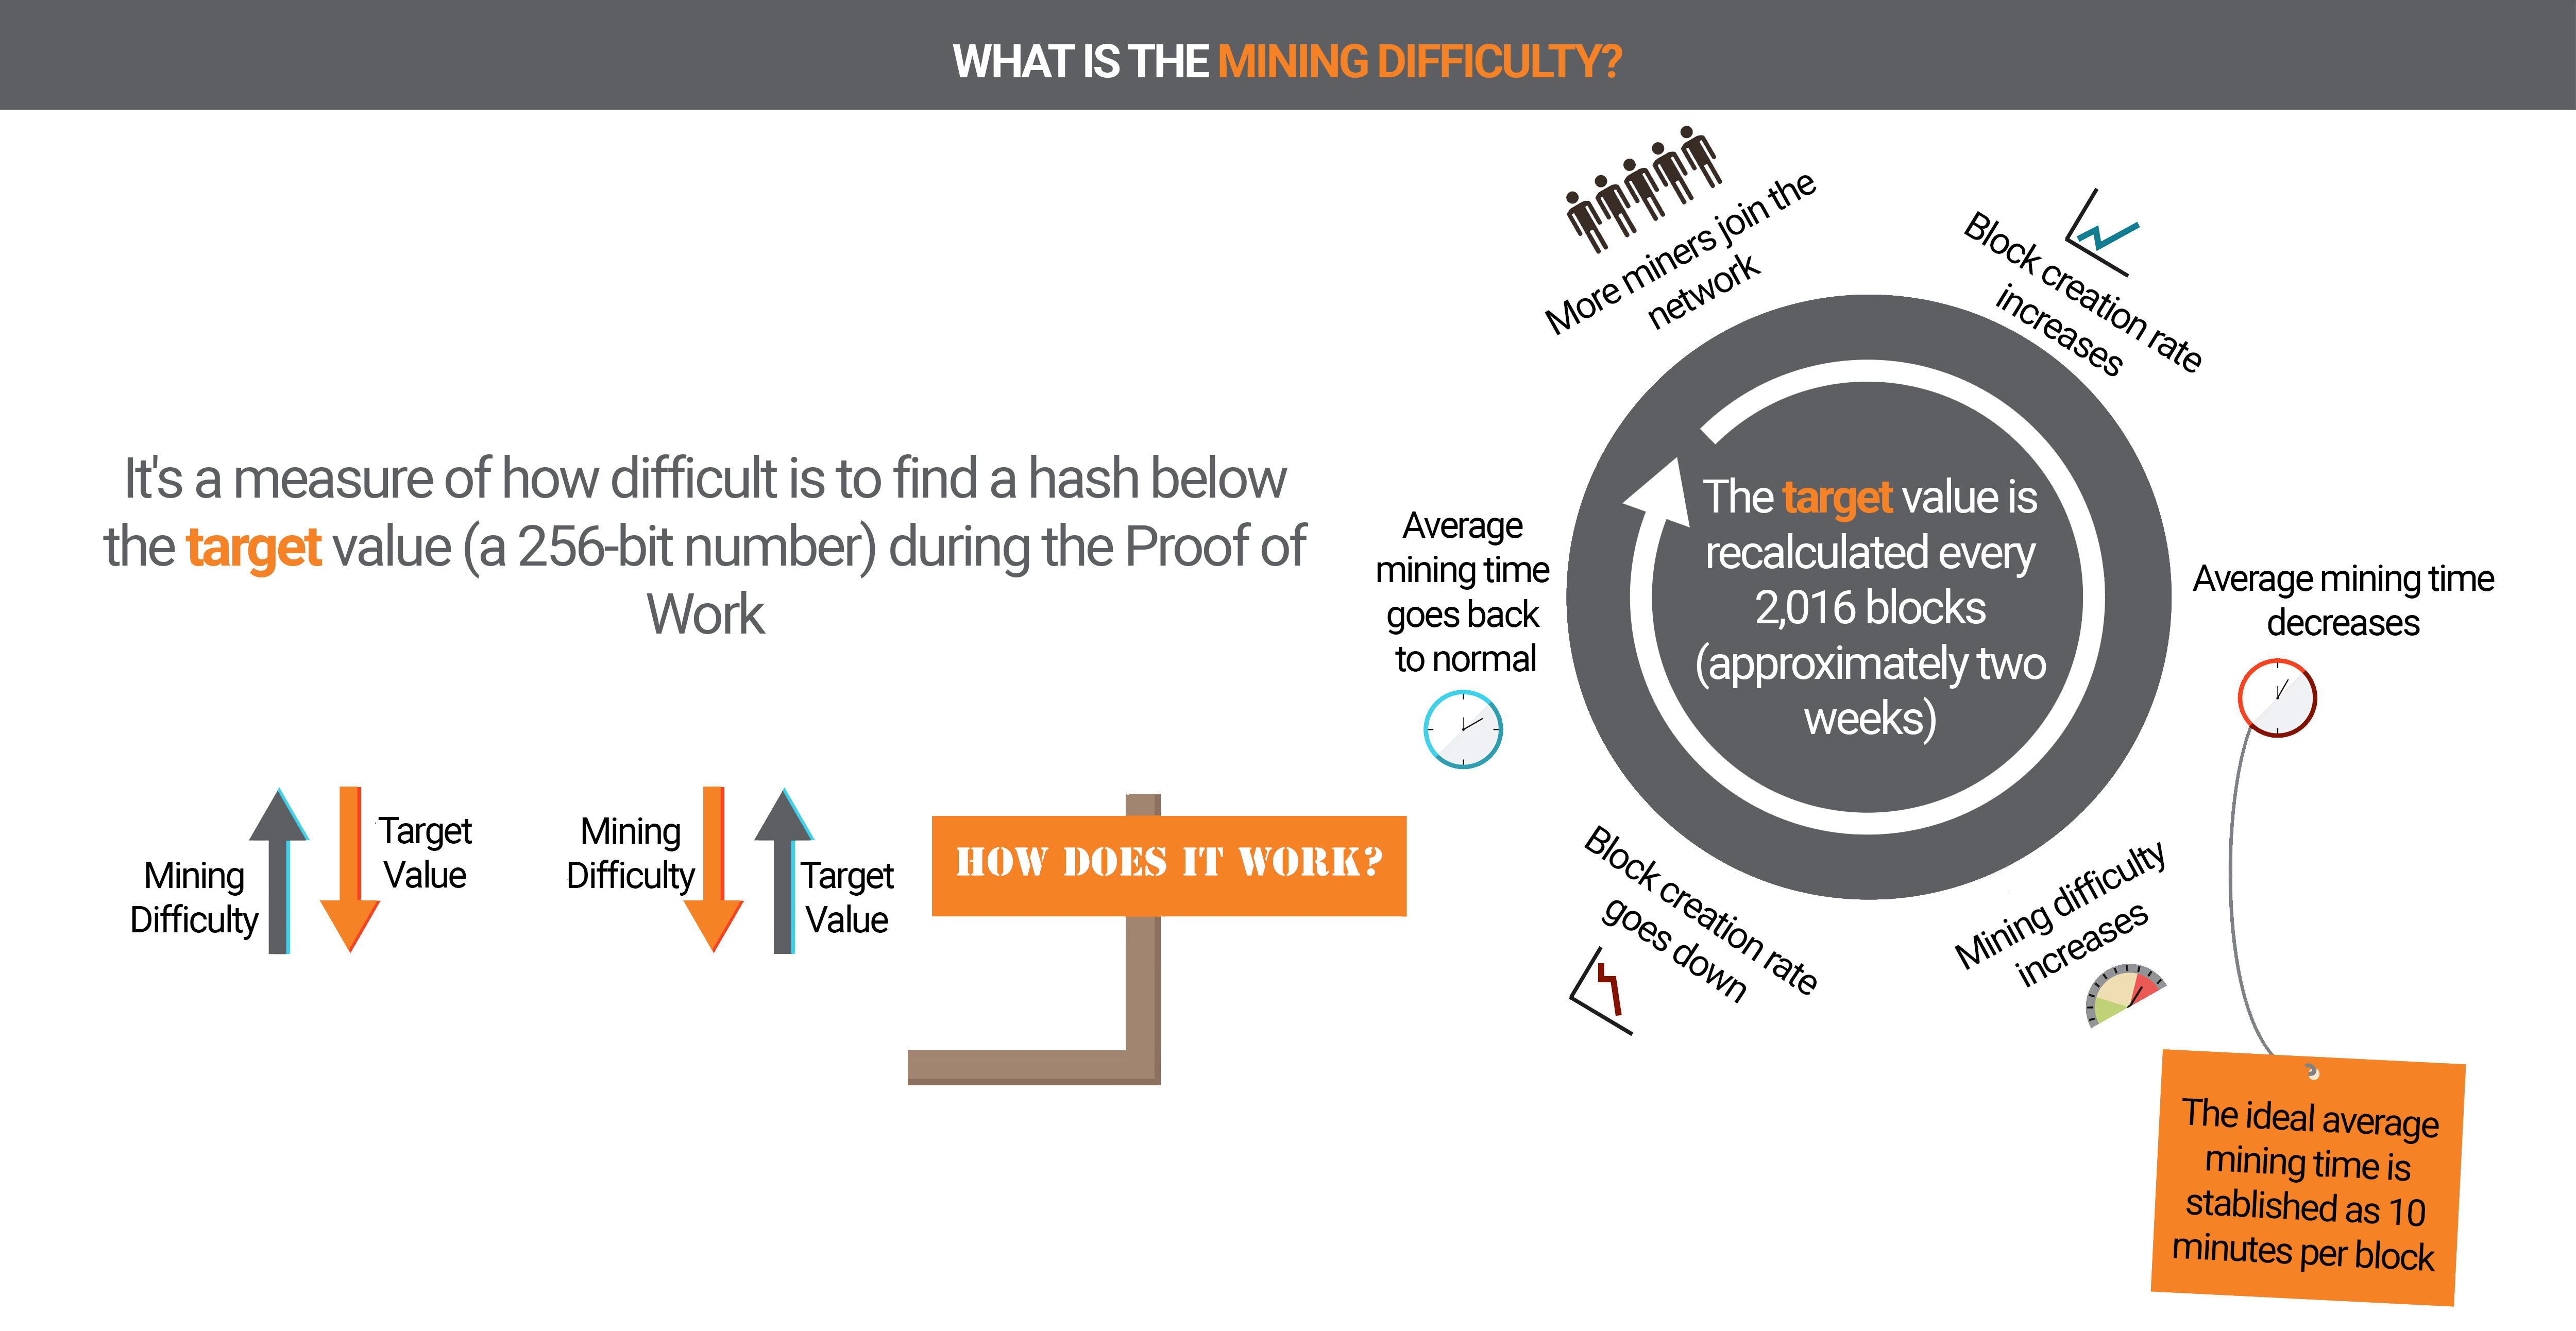 WHAT IS THE MINING DIFFICULTY?
It's a measure of how difficult is to find a hash below
the target value (a 256-bit number) during the Proof of
Work
Mining
Difficulty
Target
Value
Mining
Difficulty
Target
Value
HOW DOES IT WORK?
More miners join the
network
Block creation rate
increases
Average mining time
decreases
Mining difficulty
increases
Block creation rate
goes down
Average
mining time
goes back
to normal
The target value is
recalculated every
2,016 blocks
(approximately two
weeks)
The ideal average
mining time is
stablished as 10
minutes per block